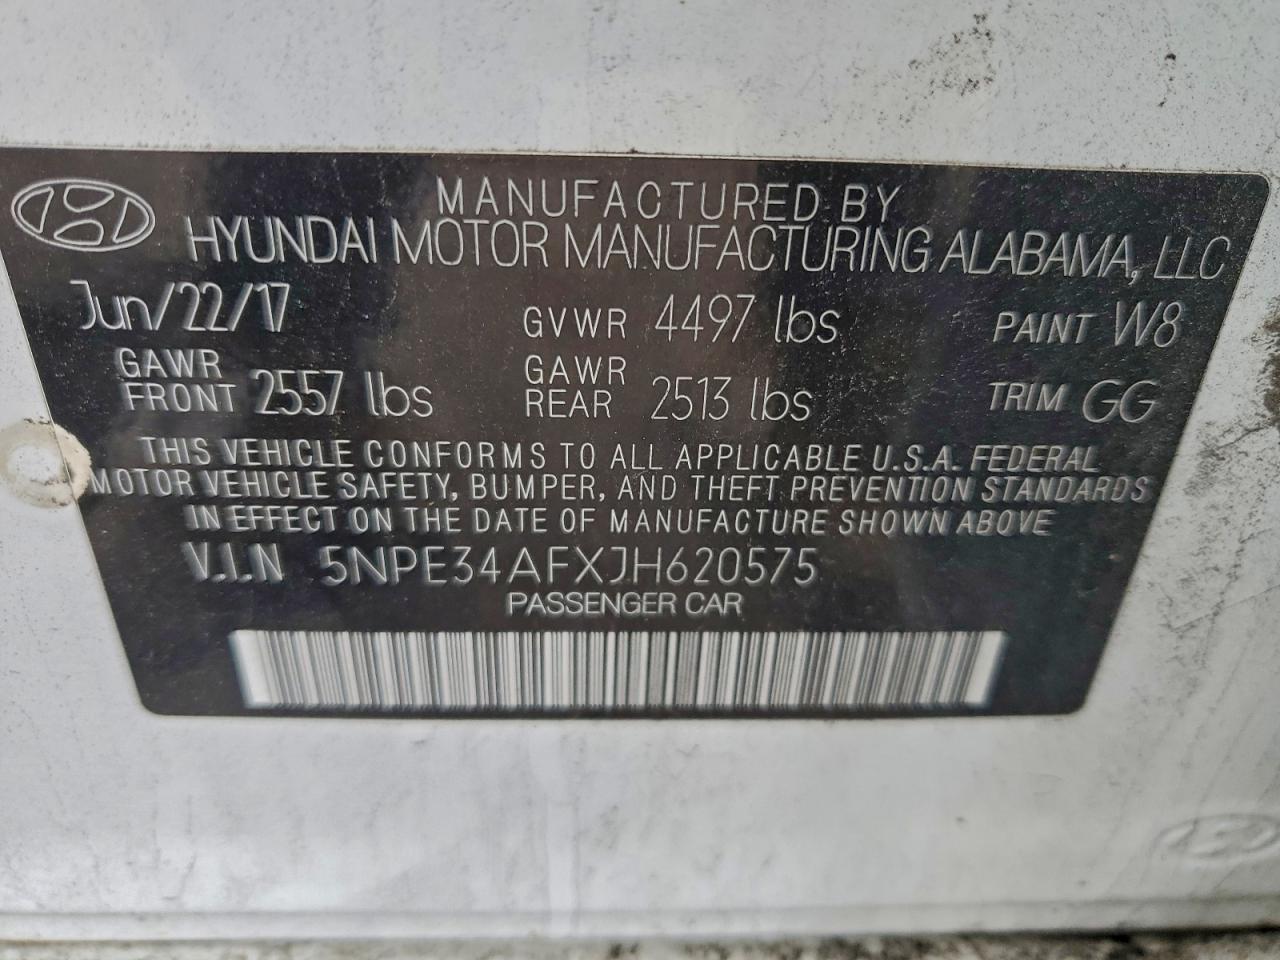 MANUFACTURED BY
HYUNDAI MOTOR MANUFACTURING ALABAMA, LLC
Jun/22/17 GVWR 4497 lbs PAINT W8
GAWR FRONT 2557 lbs GAWR REAR 2513 lbs TRIM GG
THIS VEHICLE CONFORMS TO ALL APPLICABLE U.S.A. FEDERAL
MOTOR VEHICLE SAFETY, BUMPER, AND THEFT PREVENTION STANDARDS
IN EFFECT ON THE DATE OF MANUFACTURE SHOWN ABOVE
V.I.N 5NPE34AFXJH620575
PASSENGER CAR